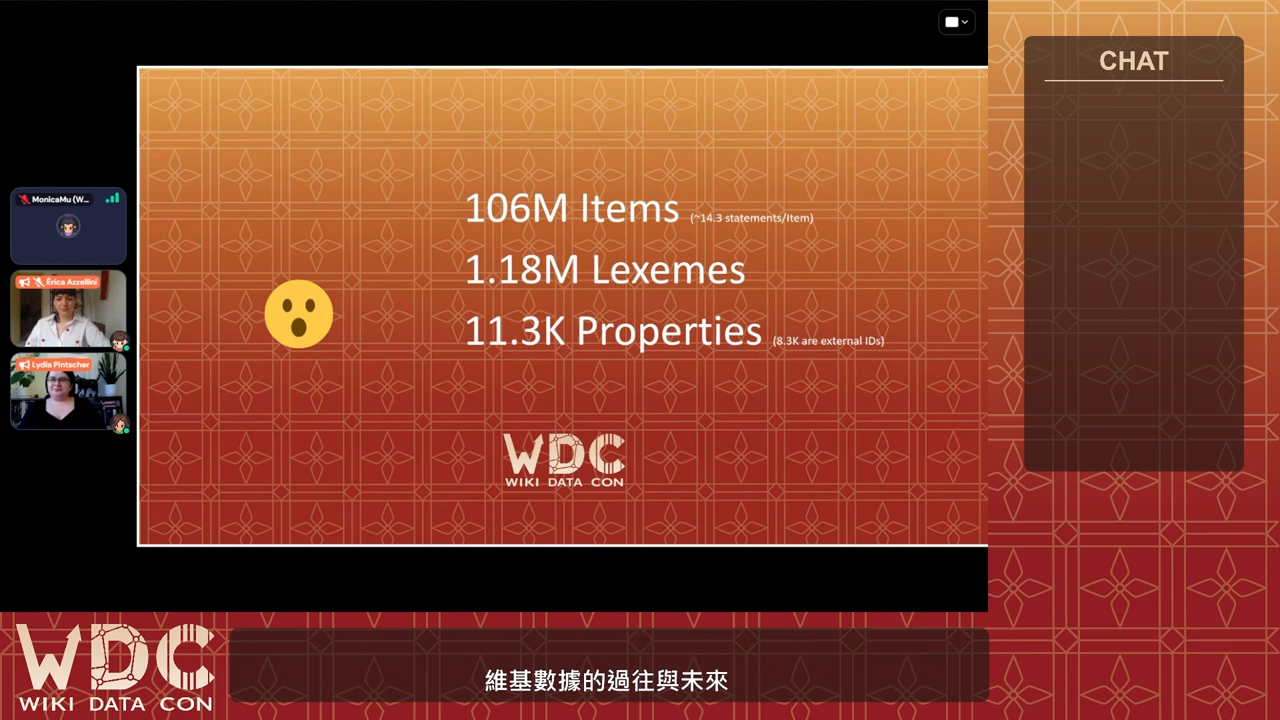 CHAT
MonicaMu (W...
Érica Azzellini
Lydia Pintscher
106M Items (~14.3 statements/Item)
1.18M Lexemes
11.3K Properties (8.3K are external IDs)
WDC
WIKI DATA CON
WDC
WIKI DATA CON
維基數據的過往與未來